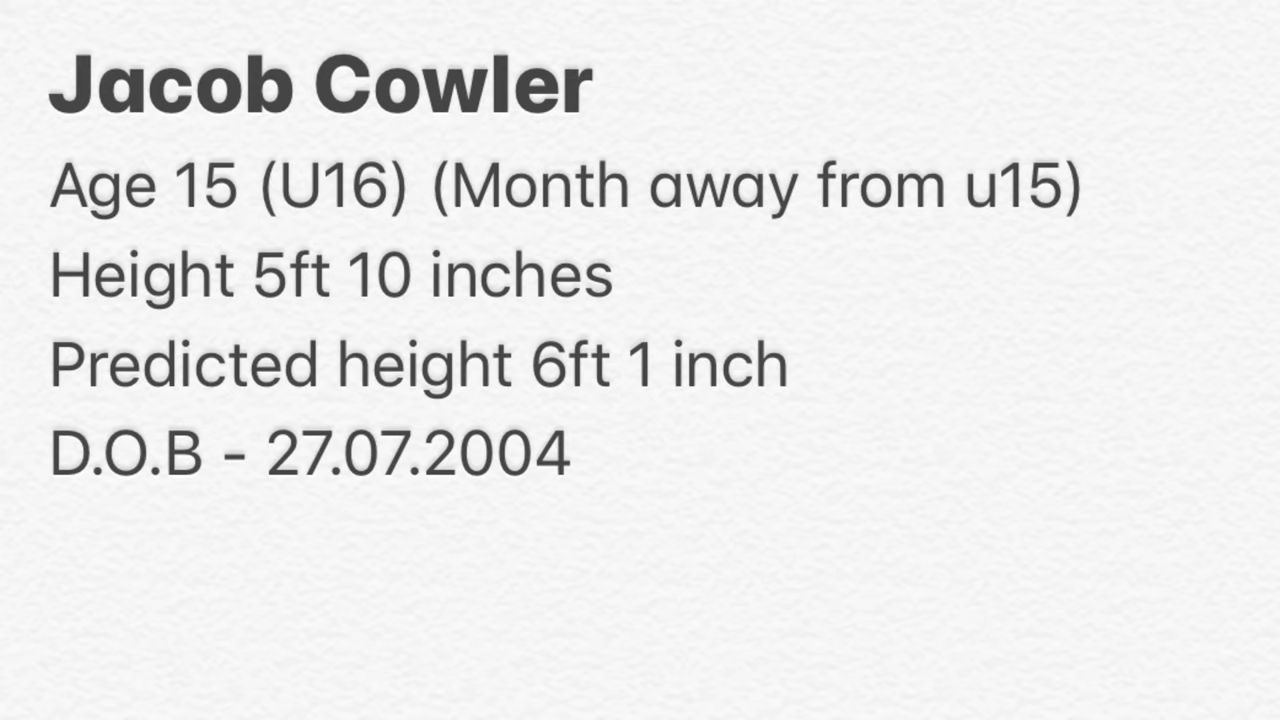 Jacob Cowler
Age 15 (U16) (Month away from u15)
Height 5ft 10 inches
Predicted height 6ft 1 inch
D.O.B - 27.07.2004